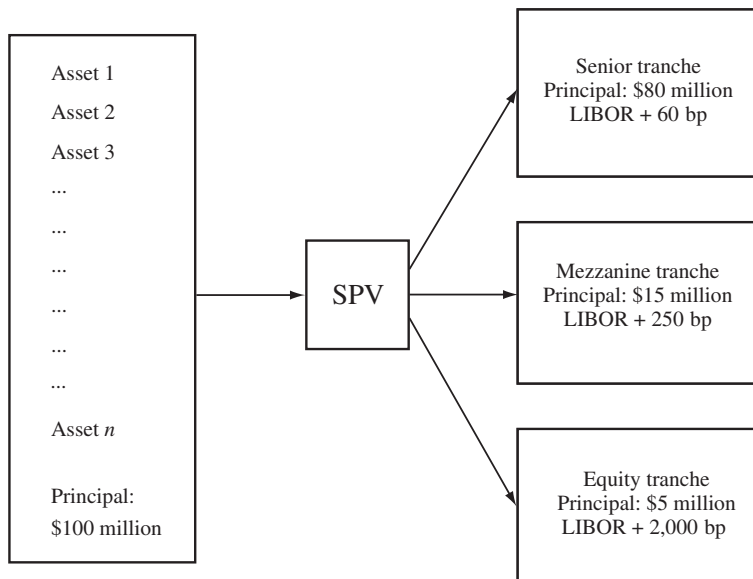 Asset 1
Asset 2
Asset 3
...
...
...
...
...
...
Asset n
Principal:
$100 million
SPV
Senior tranche
Principal: $80 million
LIBOR + 60 bp
Mezzanine tranche
Principal: $15 million
LIBOR + 250 bp
Equity tranche
Principal: $5 million
LIBOR + 2,000 bp